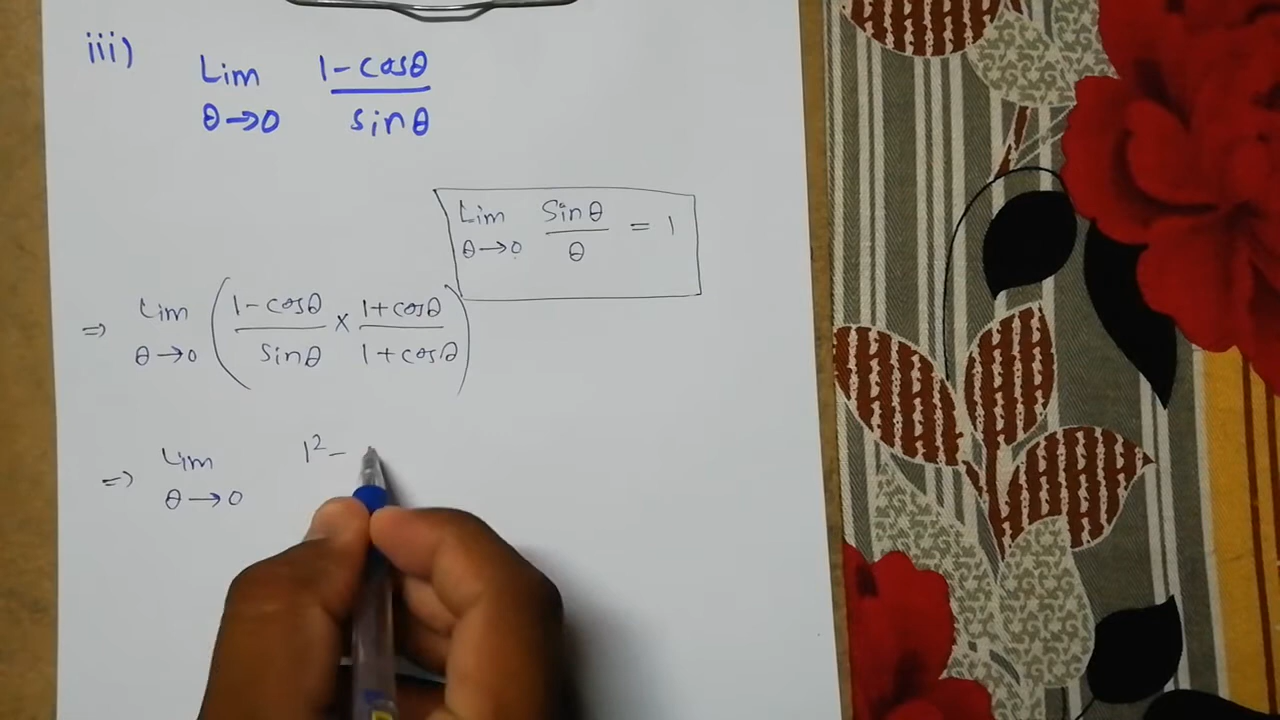 iii) Lim θ→0 1-cosθ / sinθ
Lim θ→0 Sinθ / θ = 1
⇒ Lim θ→0 (1-cosθ / sinθ × 1+cosθ / 1+cosθ)
⇒ Lim θ→0 1² -